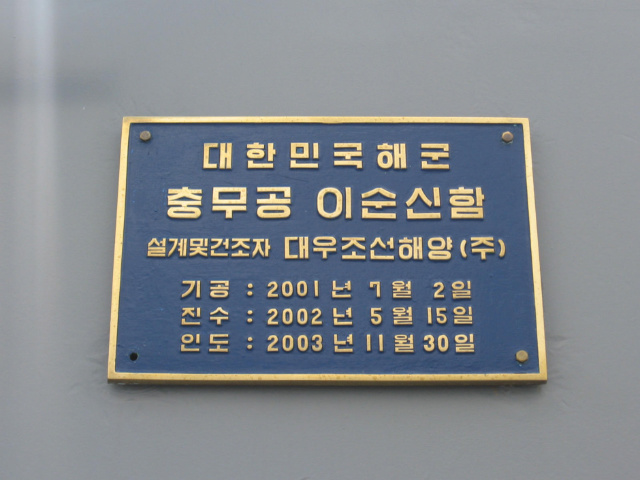 대한민국해군
충무공 이순신함
설계및건조자 대우조선해양(주)
기공 : 2001년 7월 2일
진수 : 2002년 5월 15일
인도 : 2003년 11월 30일